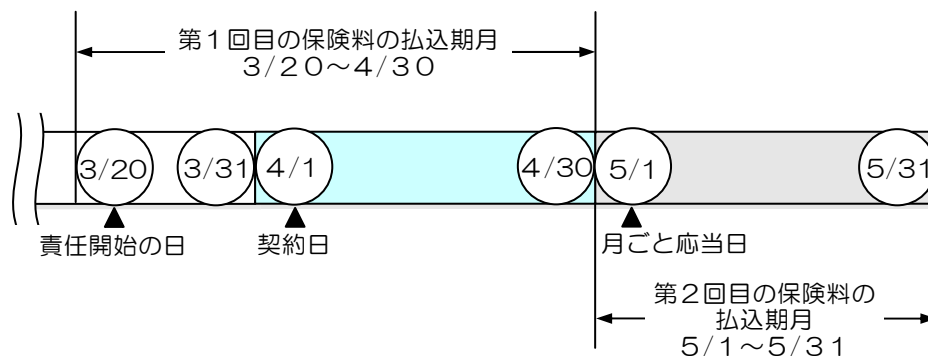 第１回目の保険料の払込期月
３/２０～４/３０
3/20
3/31
4/1
4/30
5/1
5/31
責任開始の日
契約日
月ごと応当日
第２回目の保険料の
払込期月
５/１～５/３１